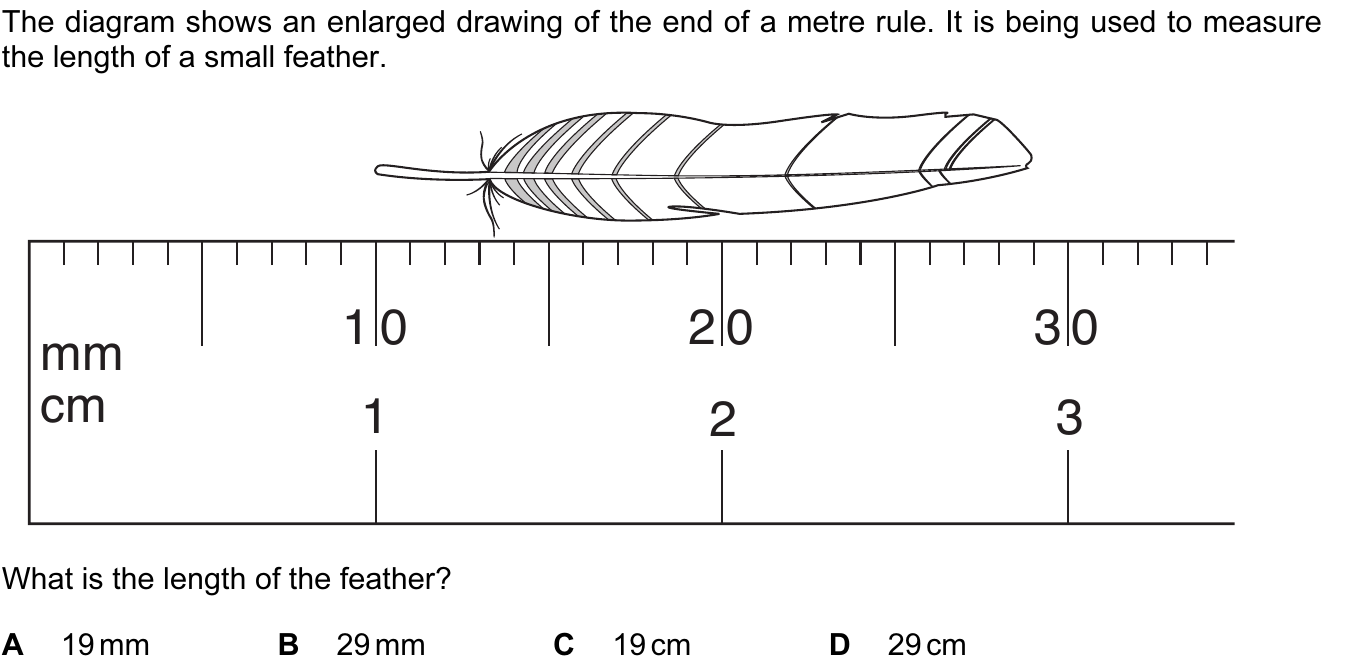 The diagram shows an enlarged drawing of the end of a metre rule. It is being used to measure
the length of a small feather.
10 20 30
mm
cm
1 2 3
What is the length of the feather?
A 19 mm B 29 mm C 19 cm D 29 cm